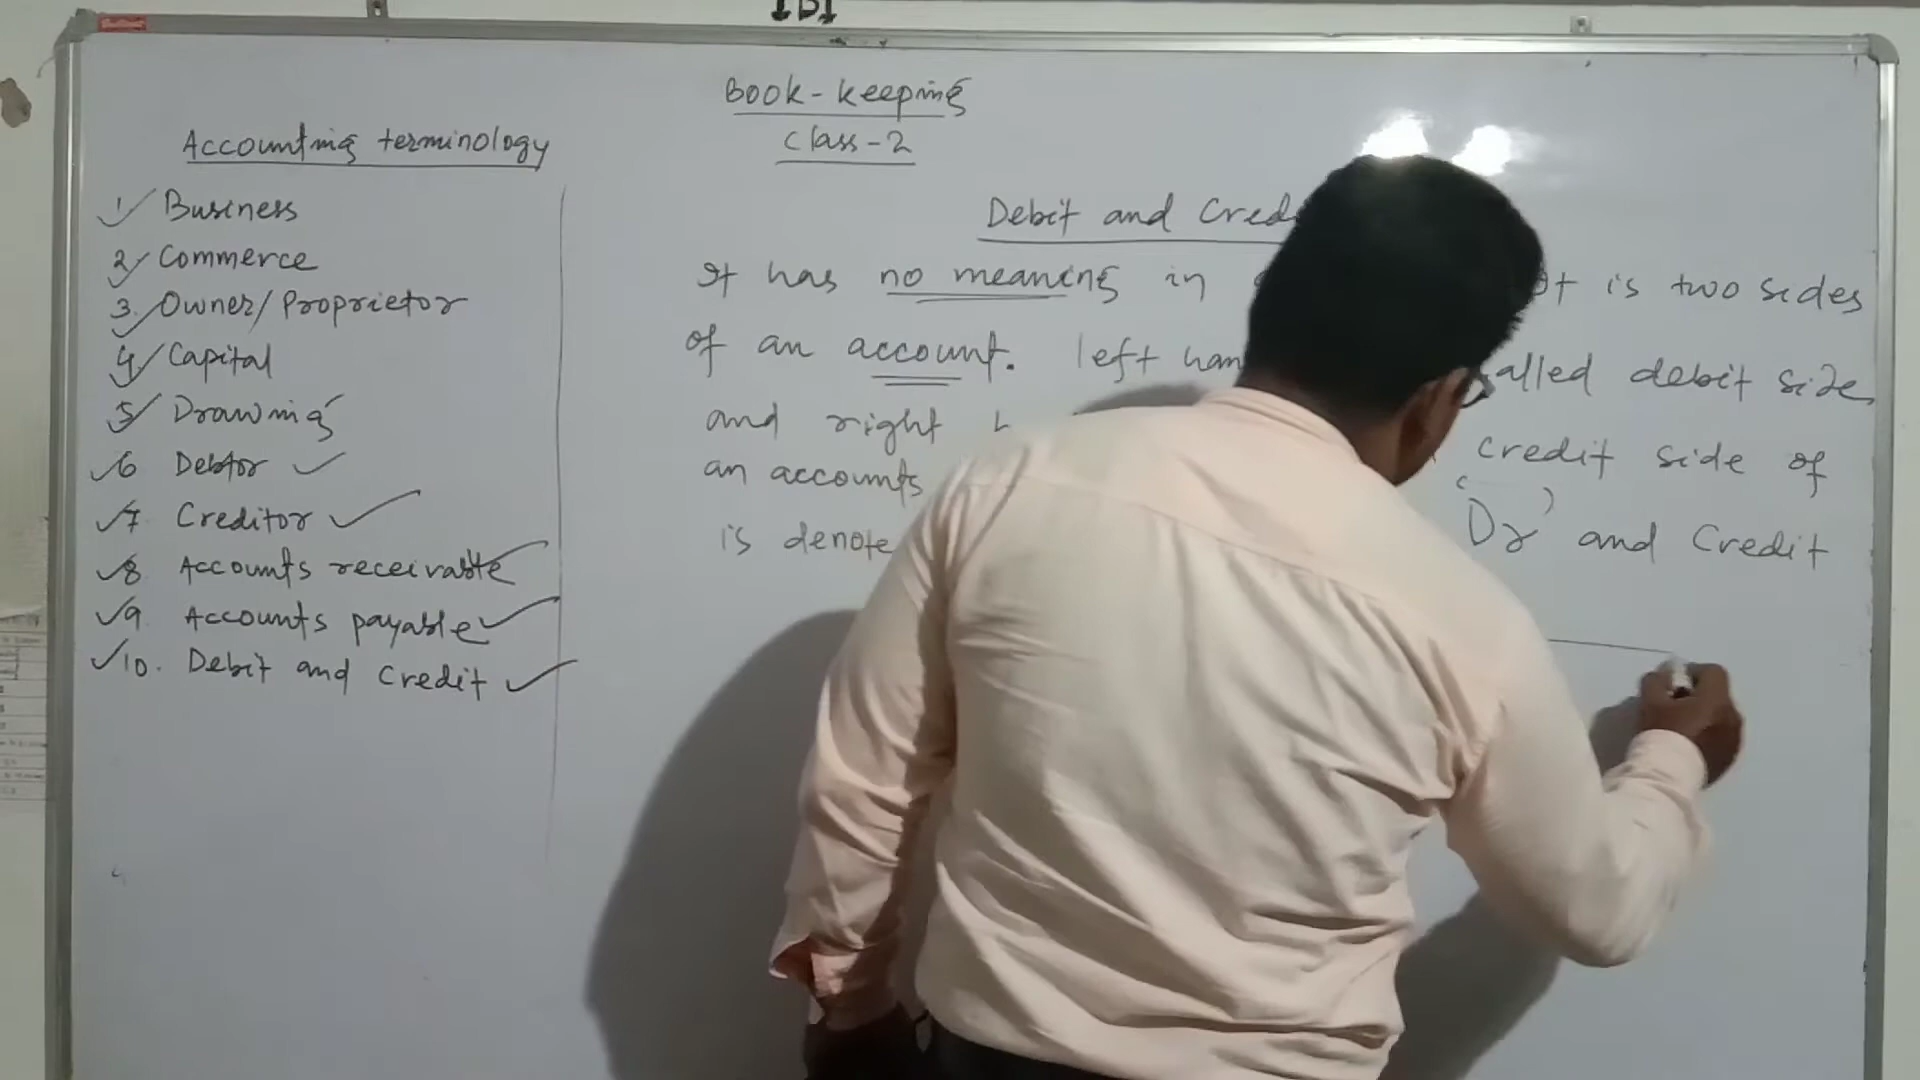 Book-keeping
Class-2
Accounting terminology
1 Business
2 Commerce
3. Owner/Proprietor
4 Capital
5 Drawing
6 Debtor
7. Creditor
8. Accounts receivable
9 Accounts payable
10. Debit and Credit
Debit and Cred
It has no meaning in It is two sides
of an account. left han alled debit side
and right h credit side of
an accounts
is denote 'Dr' and Credit